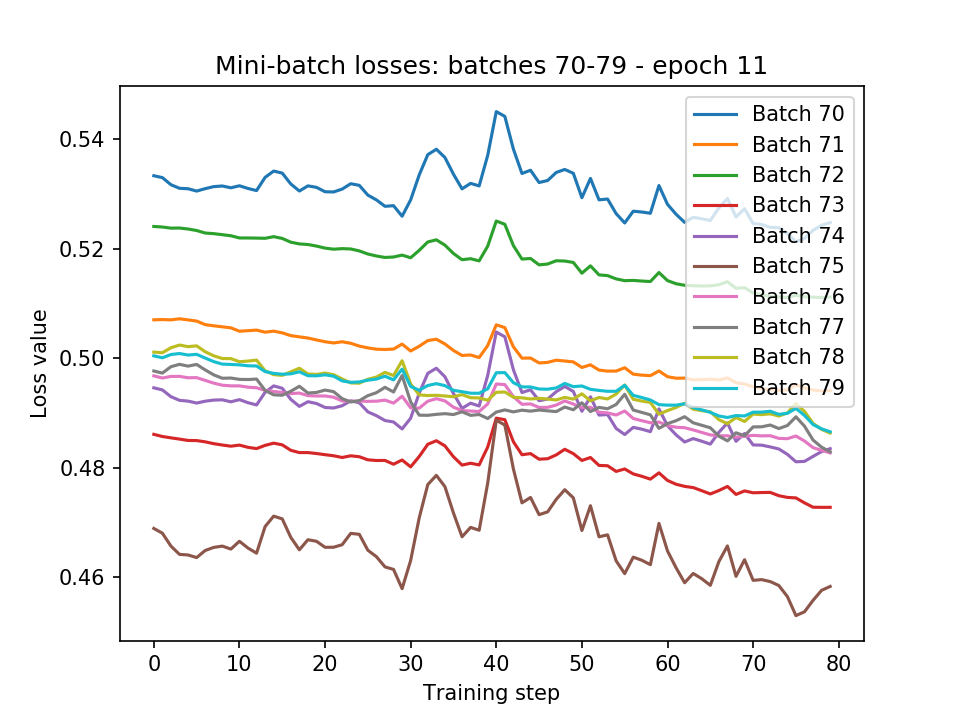 Mini-batch losses: batches 70-79 - epoch 11
Loss value
0.54
0.52
0.50
0.48
0.46
0
10
20
30
40
50
60
70
80
Training step
Batch 70
Batch 71
Batch 72
Batch 73
Batch 74
Batch 75
Batch 76
Batch 77
Batch 78
Batch 79